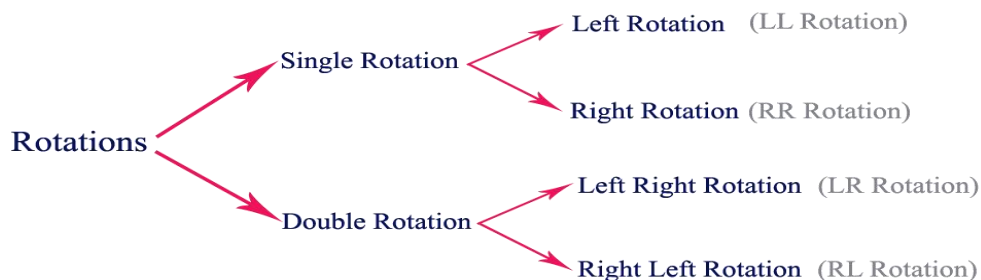 Left Rotation (LL Rotation)
Single Rotation
Right Rotation (RR Rotation)
Rotations
Left Right Rotation (LR Rotation)
Double Rotation
Right Left Rotation (RL Rotation)